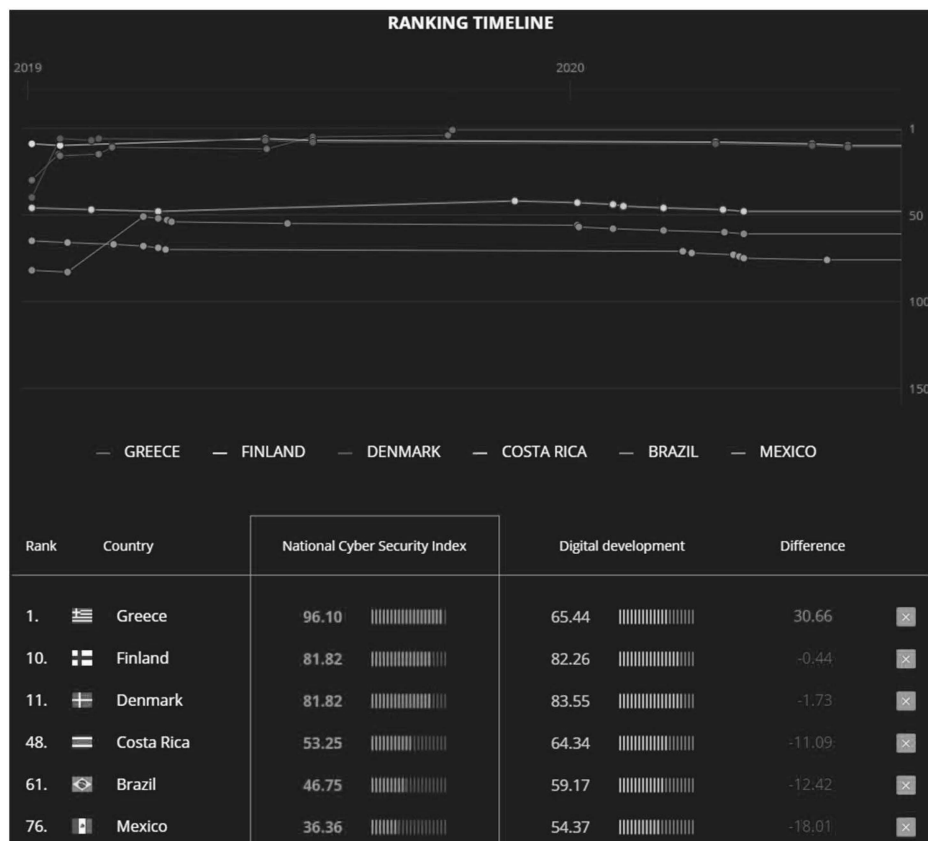 RANKING TIMELINE
2019 2020
1
50
100
150
GREECE FINLAND DENMARK COSTA RICA BRAZIL MEXICO
Rank Country National Cyber Security Index Digital development Difference
1. Greece 96.10 65.44 30.66
10. Finland 81.82 82.26 -0.44
11. Denmark 81.82 83.55 -1.73
48. Costa Rica 53.25 64.34 -11.09
61. Brazil 46.75 59.17 -12.42
76. Mexico 36.36 54.37 -18.01